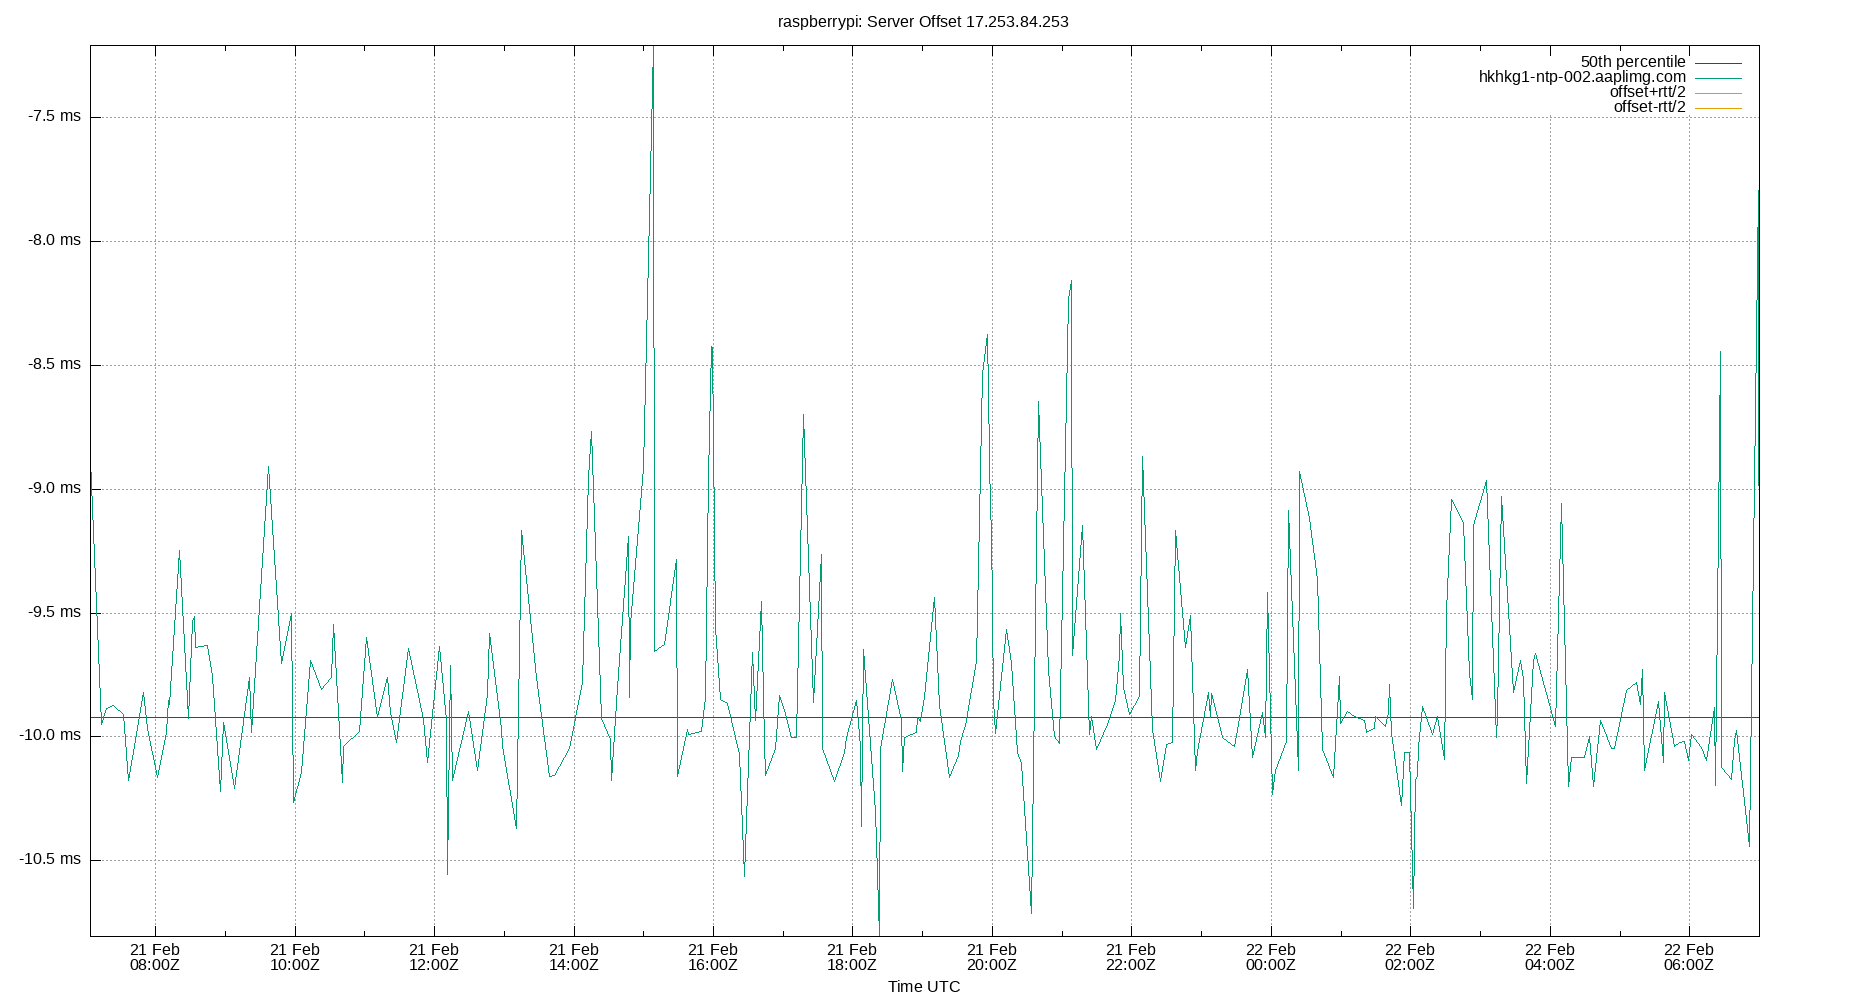 raspberrypi: Server Offset 17.253.84.253
50th percentile
hkhkg1-ntp-002.aaplimg.com
offset+rtt/2
offset-rtt/2
-7.5 ms
-8.0 ms
-8.5 ms
-9.0 ms
-9.5 ms
-10.0 ms
-10.5 ms
21 Feb 21 Feb 21 Feb 21 Feb 21 Feb 21 Feb 21 Feb 21 Feb 22 Feb 22 Feb 22 Feb 22 Feb
08:00Z 10:00Z 12:00Z 14:00Z 16:00Z 18:00Z 20:00Z 22:00Z 00:00Z 02:00Z 04:00Z 06:00Z
Time UTC